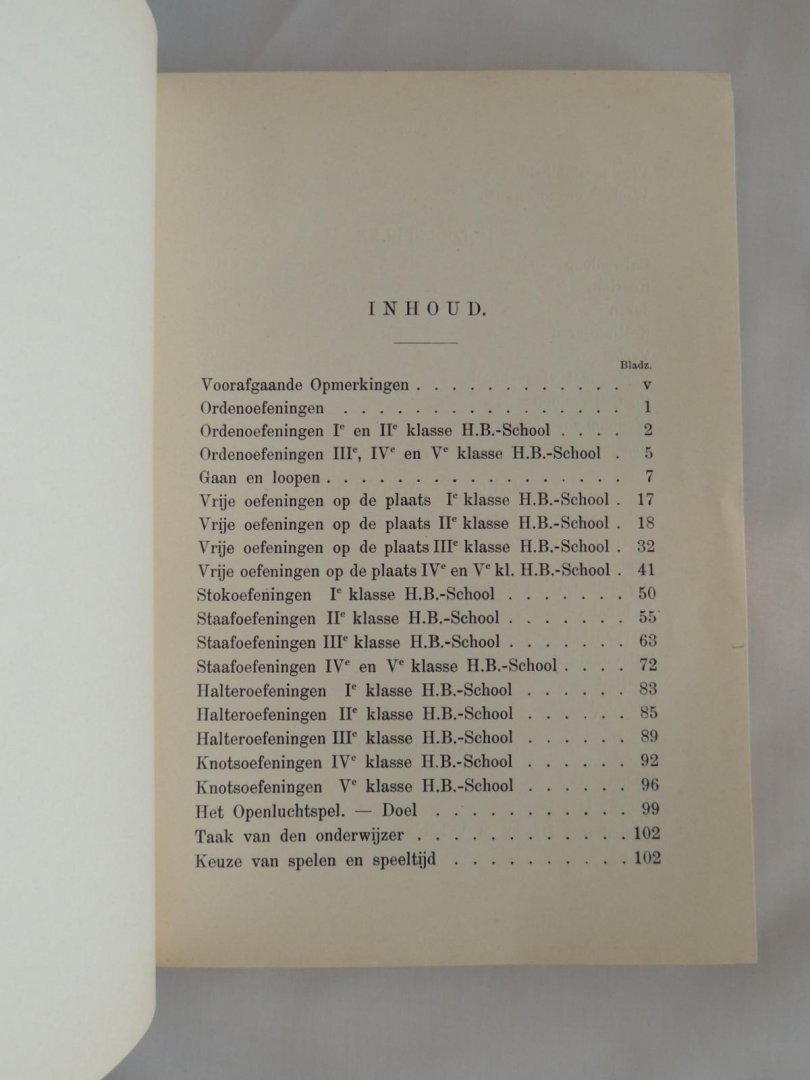 INHOUD.
Bladz.
Voorafgaande Opmerkingen . . . . . . . . . . . . v
Ordenoefeningen . . . . . . . . . . . . . . . . 1
Ordenoefeningen Ie en IIe klasse H.B.-School . . . . 2
Ordenoefeningen IIIe, IVe en Ve klasse H.B.-School . 5
Gaan en loopen . . . . . . . . . . . . . . . . . 7
Vrije oefeningen op de plaats Ie klasse H.B.-School . 17
Vrije oefeningen op de plaats IIe klasse H.B.-School . 18
Vrije oefeningen op de plaats IIIe klasse H.B.-School . 32
Vrije oefeningen op de plaats IVe en Ve kl. H.B.-School . 41
Stokoefeningen Ie klasse H.B.-School . . . . . . . 50
Staafoefeningen IIe klasse H.B.-School . . . . . . . 55
Staafoefeningen IIIe klasse H.B.-School . . . . . . . 63
Staafoefeningen IVe en Ve klasse H.B.-School . . . . 72
Halteroefeningen Ie klasse H.B.-School . . . . . . 83
Halteroefeningen IIe klasse H.B.-School . . . . . . 85
Halteroefeningen IIIe klasse H.B.-School . . . . . . 89
Knotsoefeningen IVe klasse H.B.-School . . . . . . 92
Knotsoefeningen Ve klasse H.B.-School . . . . . . 96
Het Openluchtspel. — Doel . . . . . . . . . . . 99
Taak van den onderwijzer . . . . . . . . . . . . 102
Keuze van spelen en speeltijd . . . . . . . . . . 102